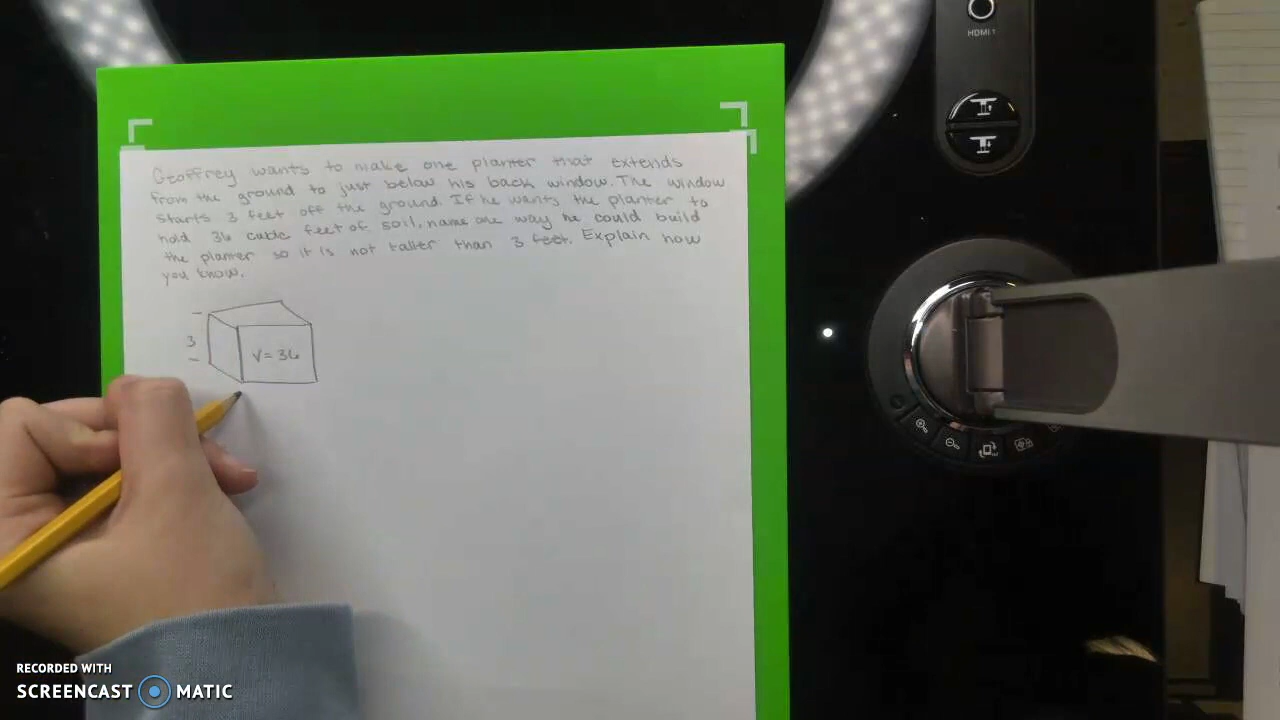 Geoffrey wants to make one planter that extends
from the ground to just below his back window. The window
starts 3 feet off the ground. If he wants the planter to
hold 36 cubic feet of soil, name one way he could build
the planter so it is not taller than 3 feet. Explain how
you know.
3
V = 36
HDMI 1
RECORDED WITH
SCREENCAST MATIC